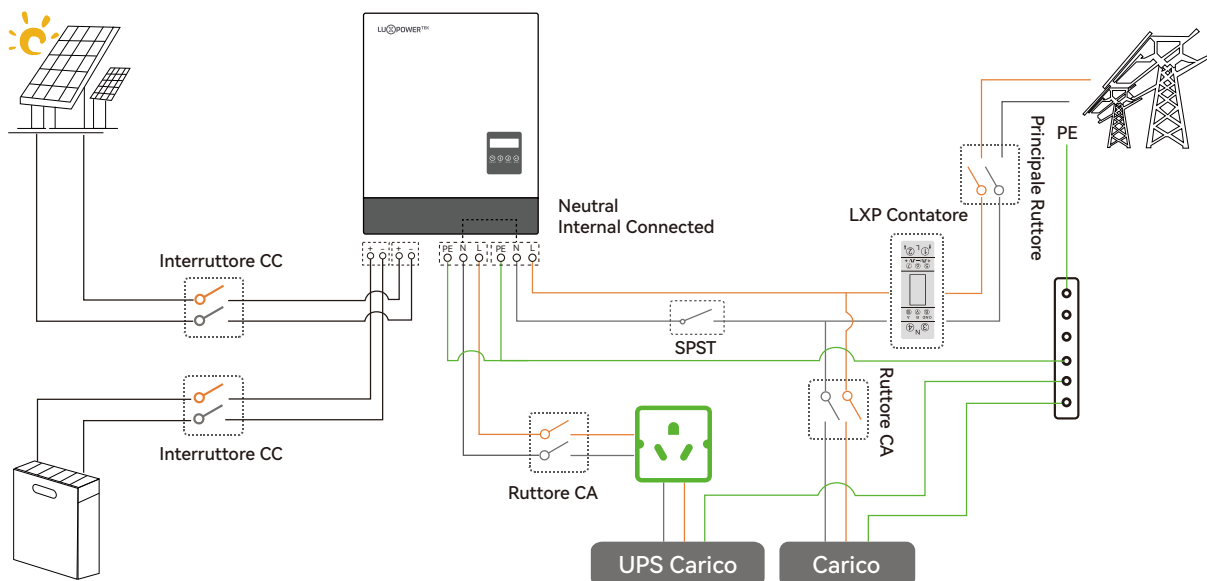 LUXPOWERTEK
Neutral
Internal Connected
+ - + -
PE N L PE N L
Interruttore CC
Interruttore CC
SPST
LXP Contatore
Principale Ruttore
PE
Ruttore CA
Ruttore CA
UPS Carico
Carico